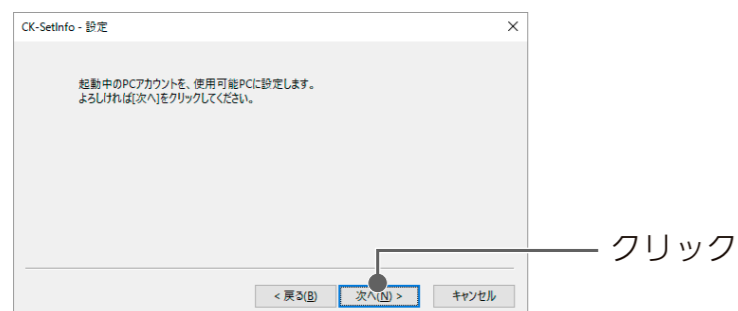 CK-SetInfo - 設定
起動中のPCアカウントを、使用可能PCに設定します。
よろしければ[次へ]をクリックしてください。
クリック
< 戻る(B) 次へ(N) > キャンセル